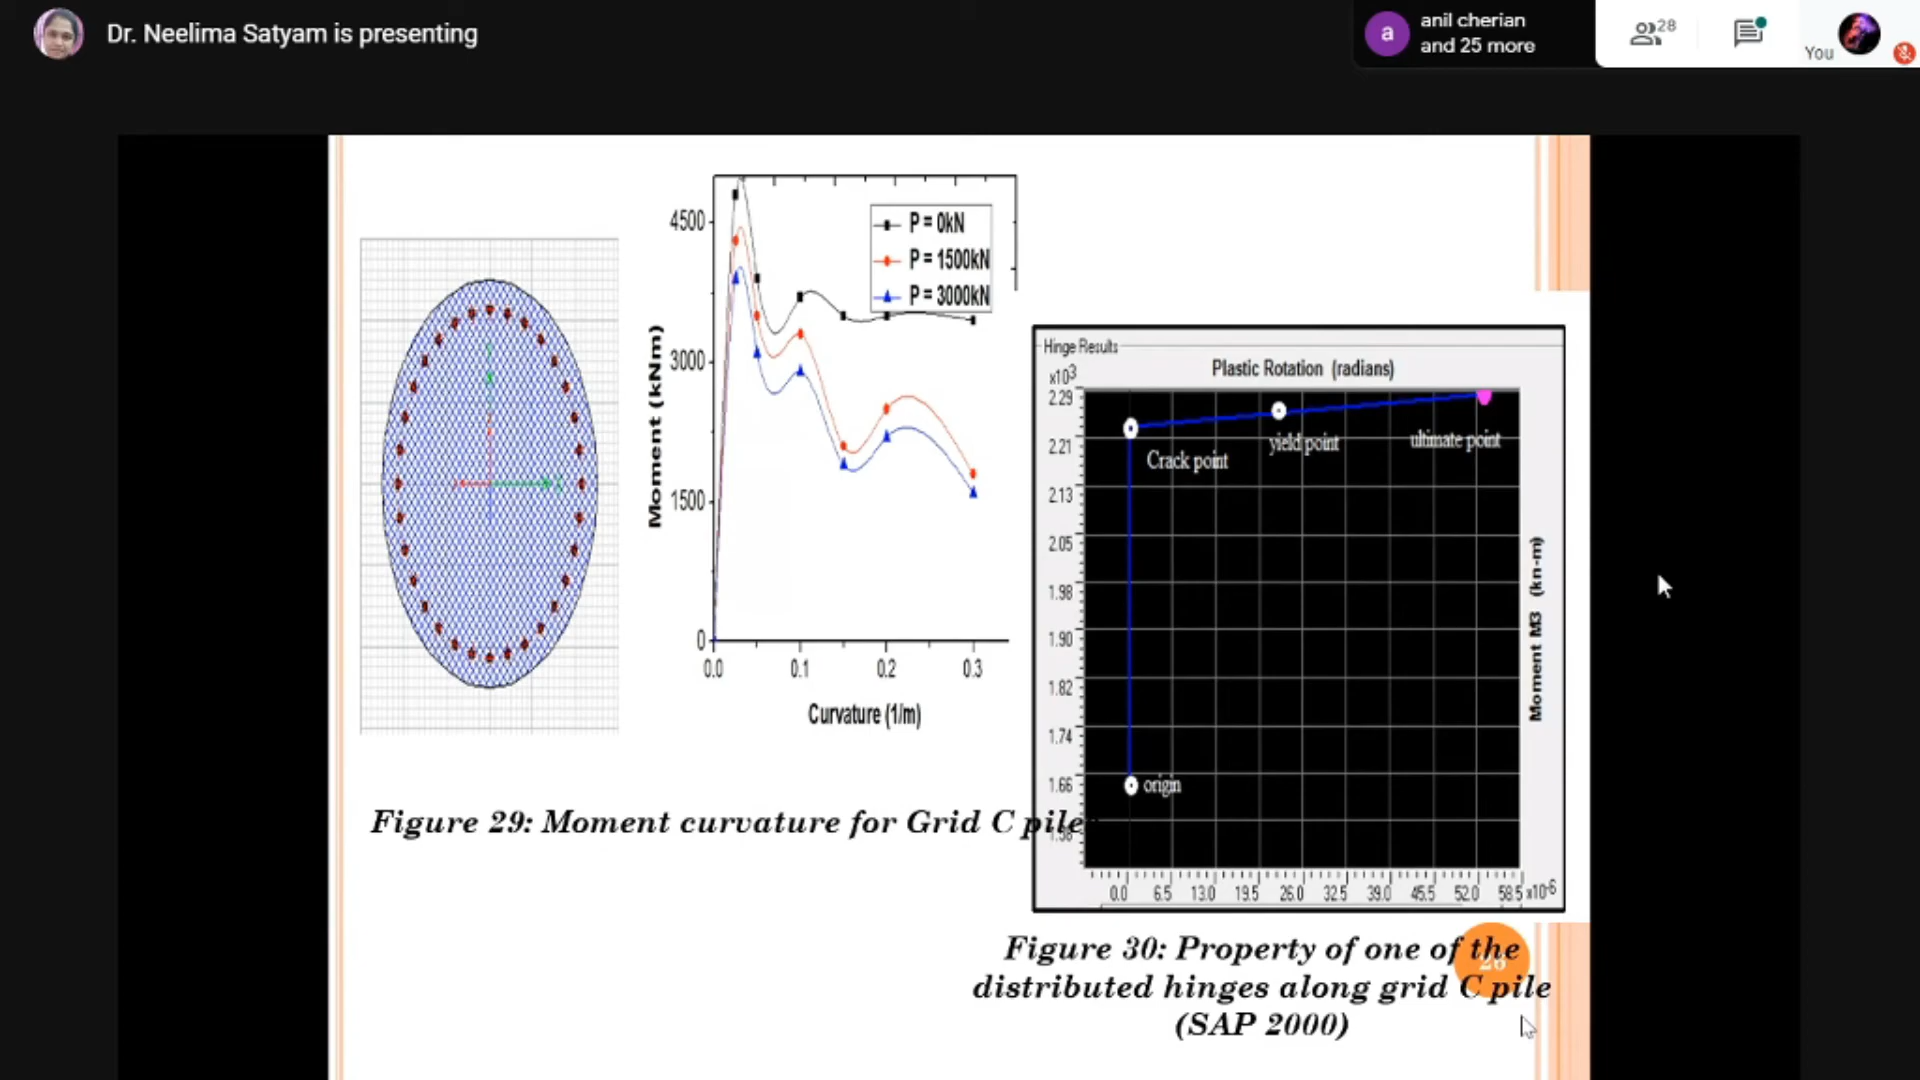 Dr. Neelima Satyam is presenting
a
anil cherian
and 25 more
28
You
4500
3000
1500
0
0.0 0.1 0.2 0.3
Moment (kNm)
Curvature (1/m)
P = 0kN
P = 1500kN
P = 3000kN
Figure 29: Moment curvature for Grid C pile
Hinge Results
Plastic Rotation (radians)
x10³
2.29
2.21
2.13
2.05
1.98
1.90
1.82
1.74
1.66
Crack point
yield point
ultimate point
origin
Moment M3 (kn-m)
0.0 6.5 13.0 19.5 26.0 32.5 39.0 45.5 52.0 58.5 x10⁻⁶
Figure 30: Property of one of the
distributed hinges along grid C pile
(SAP 2000)
26